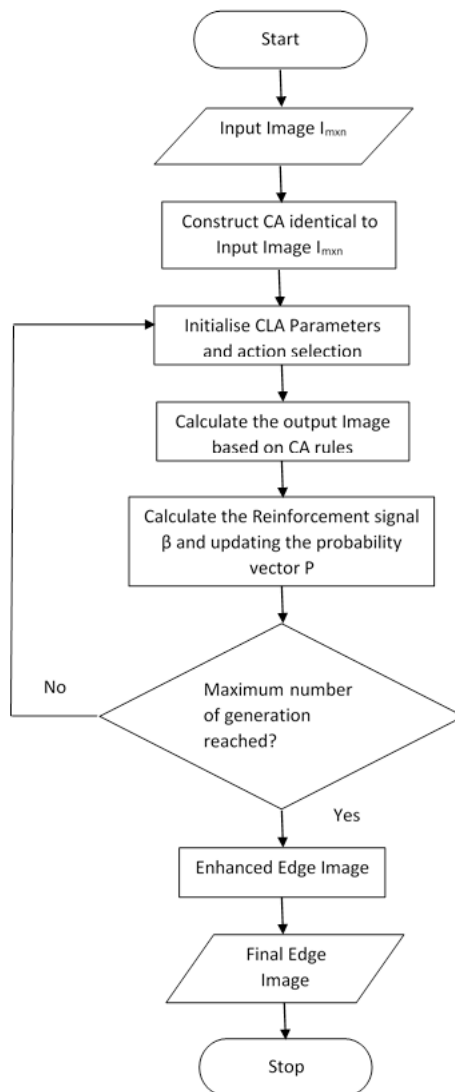 Start
Input Image Imxn
Construct CA identical to
Input Image Imxn
Initialise CLA Parameters
and action selection
Calculate the output Image
based on CA rules
Calculate the Reinforcement signal
β and updating the probability
vector P
No
Maximum number
of generation
reached?
Yes
Enhanced Edge Image
Final Edge
Image
Stop